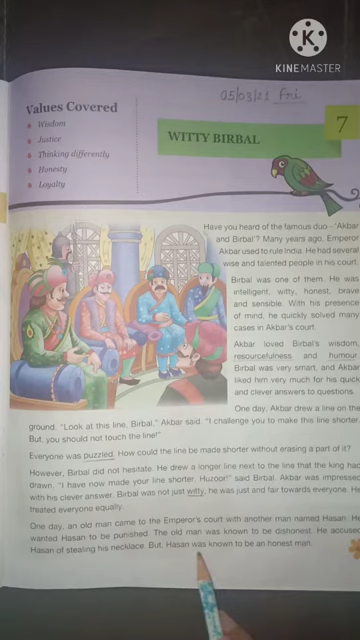 KINEMASTER
05/03/21 Fri
Values Covered
Wisdom
Justice
Thinking differently
Honesty
Loyalty
7
WITTY BIRBAL
Have you heard of the famous duo – 'Akbar
and Birbal'? Many years ago, Emperor
Akbar used to rule India. He had several
wise and talented people in his court.
Birbal was one of them. He was
intelligent, witty, honest, brave
and sensible. With his presence
of mind, he quickly solved many
cases in Akbar's court.
Akbar loved Birbal's wisdom,
resourcefulness and humour.
Birbal was very smart, and Akbar
liked him very much for his quick
and clever answers to questions.
One day, Akbar drew a line on the
ground. "Look at this line, Birbal," Akbar said. "I challenge you to make this line shorter.
But, you should not touch the line!"
Everyone was puzzled. How could the line be made shorter without erasing a part of it?
However, Birbal did not hesitate. He drew a longer line next to the line that the king had
drawn. "I have now made your line shorter, Huzoor!" said Birbal. Akbar was impressed
with his clever answer. Birbal was not just witty, he was just and fair towards everyone. He
treated everyone equally.
One day, an old man came to the Emperor's court with another man named Hasan. He
wanted Hasan to be punished. The old man was known to be dishonest. He accused
Hasan of stealing his necklace. But, Hasan was known to be an honest man.